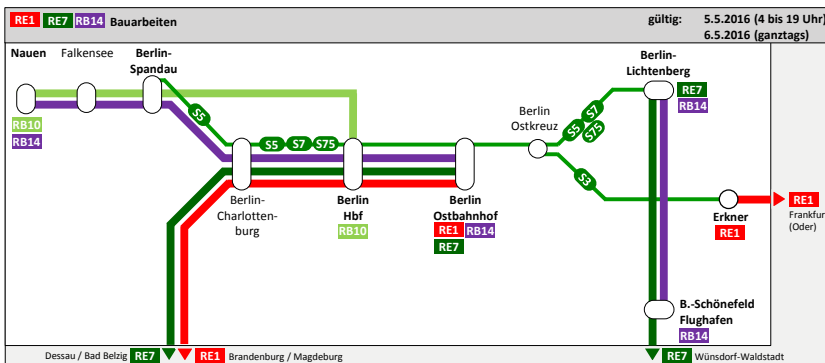 RE1 RE7 RB14 Bauarbeiten
gültig: 5.5.2016 (4 bis 19 Uhr)
6.5.2016 (ganztags)
Nauen
Falkensee
Berlin-
Spandau
RB10
RB14
S5
S5 S7 S75
Berlin-
Charlotten-
burg
Berlin
Hbf
RB10
Berlin
Ostbahnhof
RE1 RB14
RE7
Berlin
Ostkreuz
S5 S7
S75
S3
Berlin-
Lichtenberg
RE7
RB14
Erkner
RE1
RE1
Frankfur
(Oder)
B.-Schönefeld
Flughafen
RB14
Dessau / Bad Belzig RE7 RE1 Brandenburg / Magdeburg
RE7 Wünsdorf-Waldstadt